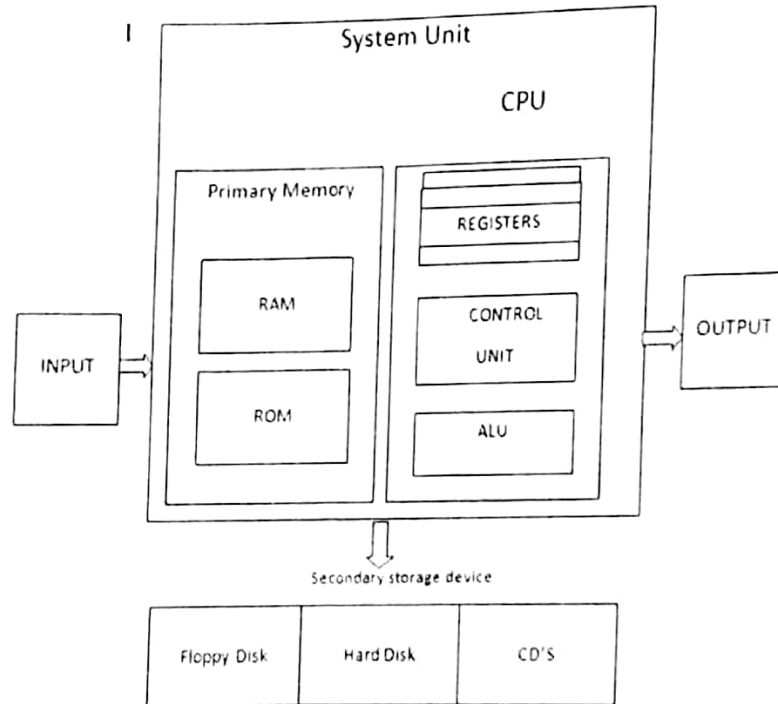 I
System Unit
CPU
Primary Memory
REGISTERS
RAM
CONTROL
UNIT
INPUT
OUTPUT
ROM
ALU
Secondary storage device
Floppy Disk
Hard Disk
CD'S